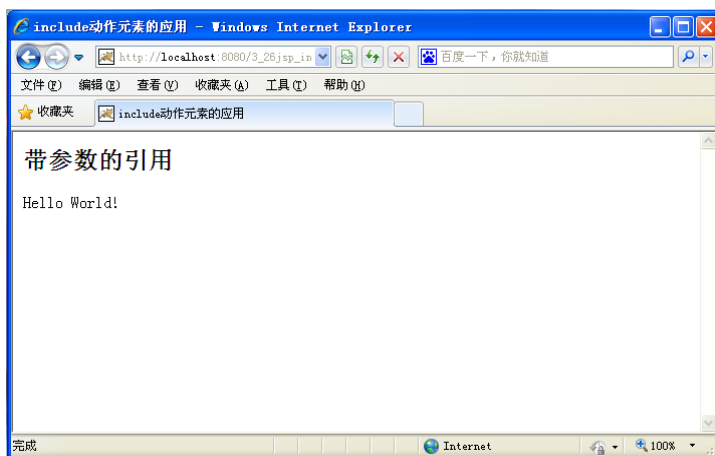 include动作元素的应用 - Windows Internet Explorer
http://localhost:8080/3_26jsp_in
百度一下，你就知道
文件(F) 编辑(E) 查看(V) 收藏夹(A) 工具(T) 帮助(H)
收藏夹 include动作元素的应用
带参数的引用
Hello World!
完成 Internet 100%